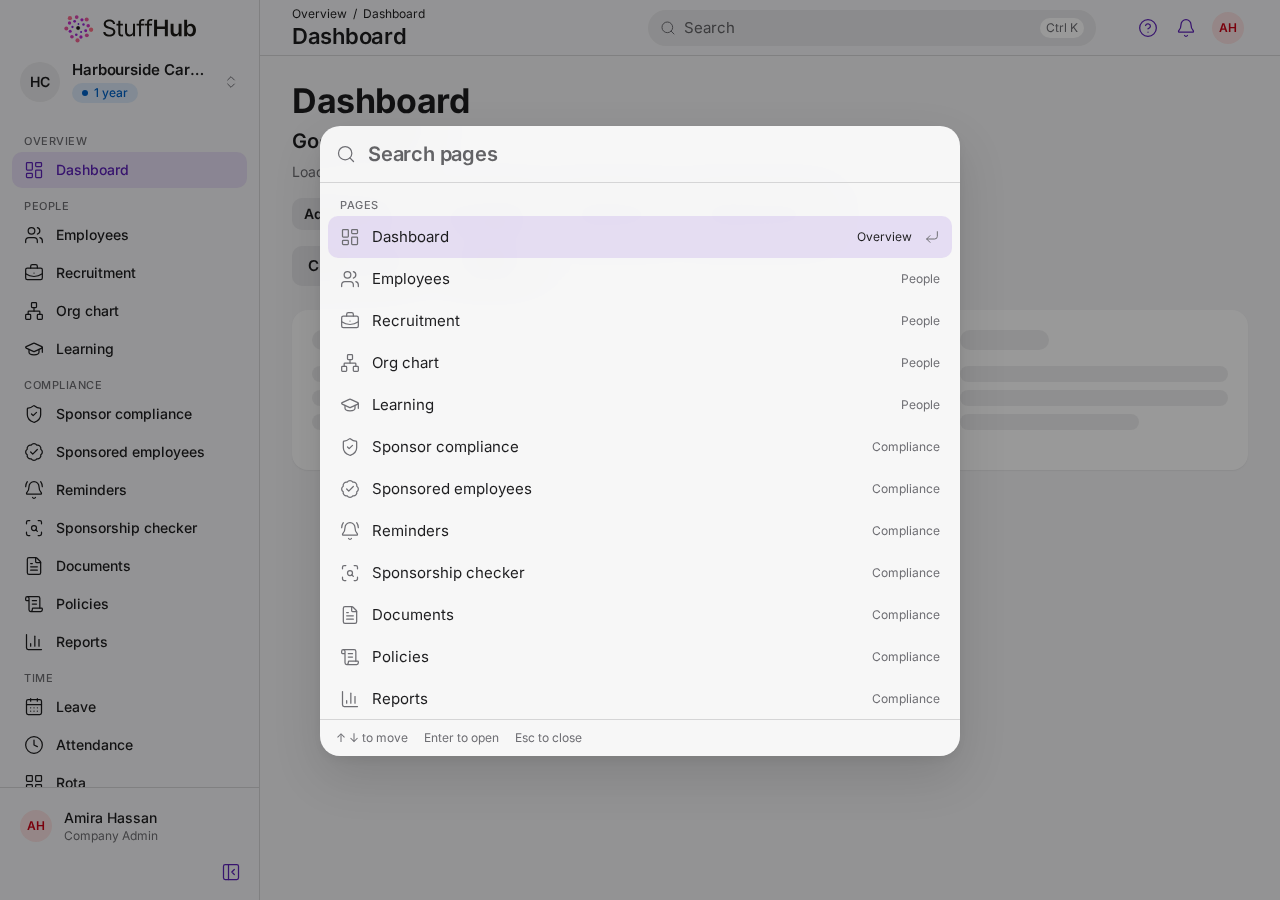 StuffHub
HC
Harbourside Car...
1 year
OVERVIEW
Dashboard
PEOPLE
Employees
Recruitment
Org chart
Learning
COMPLIANCE
Sponsor compliance
Sponsored employees
Reminders
Sponsorship checker
Documents
Policies
Reports
TIME
Leave
Attendance
Rota
AH
Amira Hassan
Company Admin
Overview / Dashboard
Dashboard
Search
Ctrl K
AH
Dashboard
Search pages
PAGES
Dashboard Overview
Employees People
Recruitment People
Org chart People
Learning People
Sponsor compliance Compliance
Sponsored employees Compliance
Reminders Compliance
Sponsorship checker Compliance
Documents Compliance
Policies Compliance
Reports Compliance
↑ ↓ to move Enter to open Esc to close